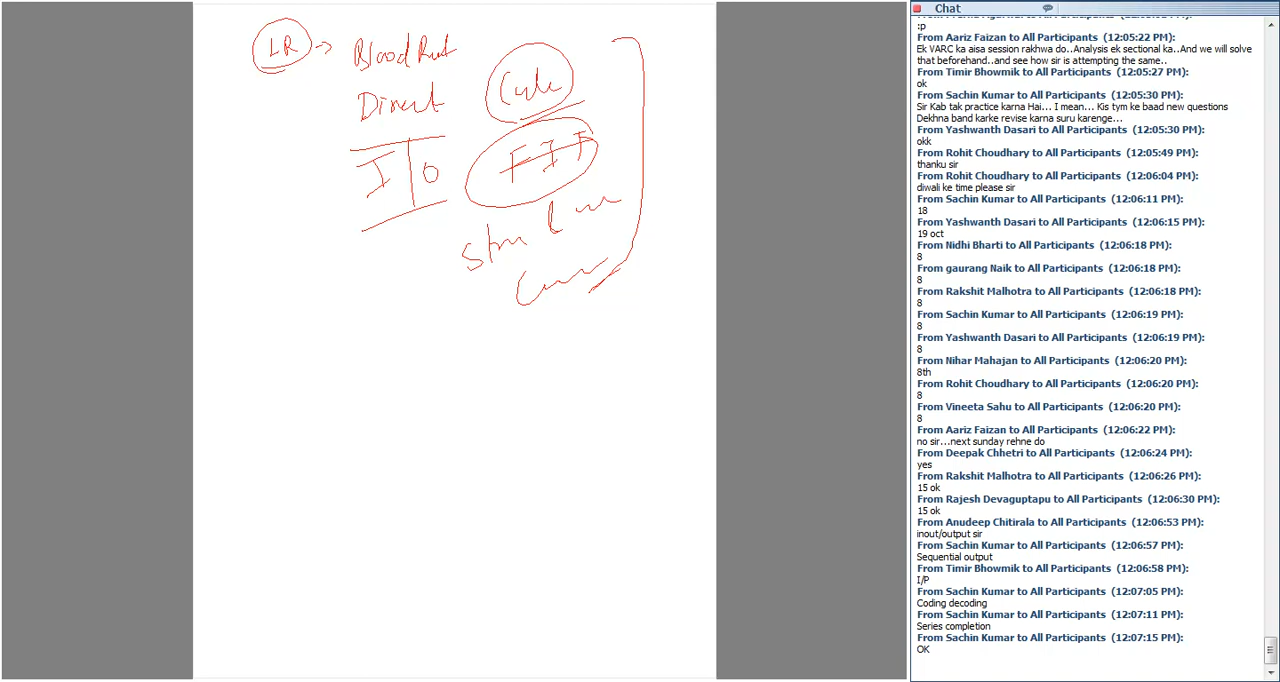 LR → Blood Rel
Direct
I | O
Cube
Chat
:p
From Aariz Faizan to All Participants (12:05:22 PM):
Ek VARC ka aisa session rakhwa do..Analysis ek sectional ka..And we will solve
that beforehand..and see how sir is attempting the same..
From Timir Bhowmik to All Participants (12:05:27 PM):
ok
From Sachin Kumar to All Participants (12:05:30 PM):
Sir Kab tak practice karna Hai... I mean... Kis tym ke baad new questions
Dekhna band karke revise karna suru karenge...
From Yashwanth Dasari to All Participants (12:05:30 PM):
okk
From Rohit Choudhary to All Participants (12:05:49 PM):
thanku sir
From Rohit Choudhary to All Participants (12:06:04 PM):
diwali ke time please sir
From Sachin Kumar to All Participants (12:06:11 PM):
18
From Yashwanth Dasari to All Participants (12:06:15 PM):
19 oct
From Nidhi Bharti to All Participants (12:06:18 PM):
8
From gaurang Naik to All Participants (12:06:18 PM):
8
From Rakshit Malhotra to All Participants (12:06:18 PM):
8
From Sachin Kumar to All Participants (12:06:19 PM):
8
From Yashwanth Dasari to All Participants (12:06:19 PM):
8
From Nihar Mahajan to All Participants (12:06:20 PM):
8th
From Rohit Choudhary to All Participants (12:06:20 PM):
8
From Vineeta Sahu to All Participants (12:06:20 PM):
8
From Aariz Faizan to All Participants (12:06:22 PM):
no sir...next sunday rehne do
From Deepak Chhetri to All Participants (12:06:24 PM):
yes
From Rakshit Malhotra to All Participants (12:06:26 PM):
15 ok
From Rajesh Devaguptapu to All Participants (12:06:30 PM):
15 ok
From Anudeep Chitirala to All Participants (12:06:53 PM):
inout/output sir
From Sachin Kumar to All Participants (12:06:57 PM):
Sequential output
From Timir Bhowmik to All Participants (12:06:58 PM):
I/P
From Sachin Kumar to All Participants (12:07:05 PM):
Coding decoding
From Sachin Kumar to All Participants (12:07:11 PM):
Series completion
From Sachin Kumar to All Participants (12:07:15 PM):
OK